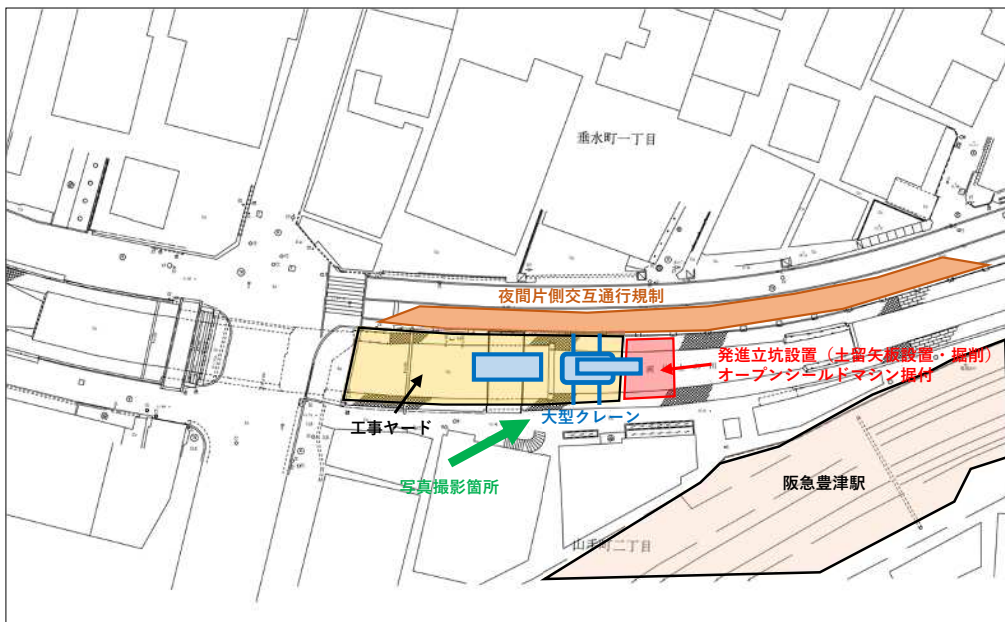 垂水町一丁目
夜間片側交互通行規制
発進立坑設置（土留矢板設置・掘削）
オープンシールドマシン据付
大型クレーン
工事ヤード
写真撮影箇所
阪急豊津駅
山手町二丁目